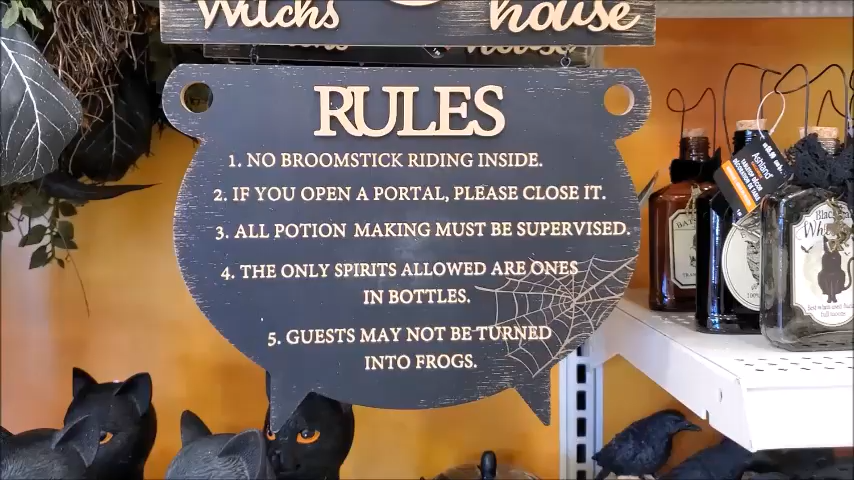 Witchs house
RULES
1. NO BROOMSTICK RIDING INSIDE.
2. IF YOU OPEN A PORTAL, PLEASE CLOSE IT.
3. ALL POTION MAKING MUST BE SUPERVISED.
4. THE ONLY SPIRITS ALLOWED ARE ONES
IN BOTTLES.
5. GUESTS MAY NOT BE TURNED
INTO FROGS.
Ashland
Black